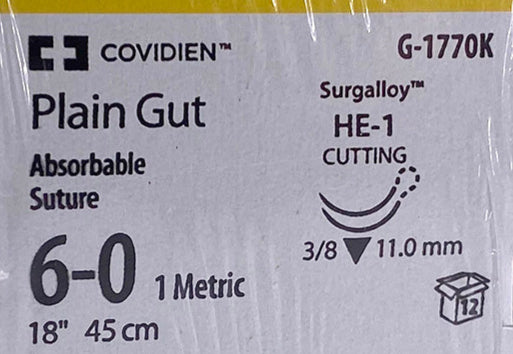 COVIDIEN™
G-1770K
Plain Gut
Surgalloy™
HE-1
CUTTING
Absorbable
Suture
6-0 1 Metric
3/8 11.0 mm
18" 45 cm
12